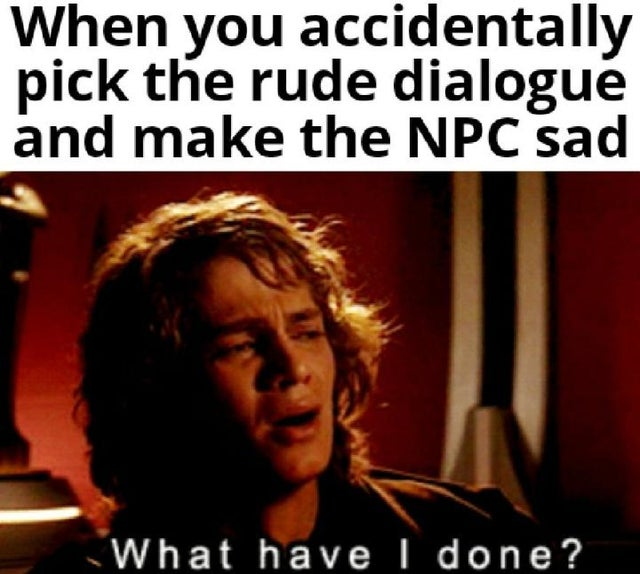 When you accidentally
pick the rude dialogue
and make the NPC sad
What have I done?